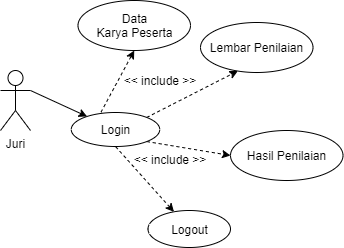 Data
Karya Peserta
Lembar Penilaian
<< include >>
Juri
Login
<< include >>
Hasil Penilaian
Logout